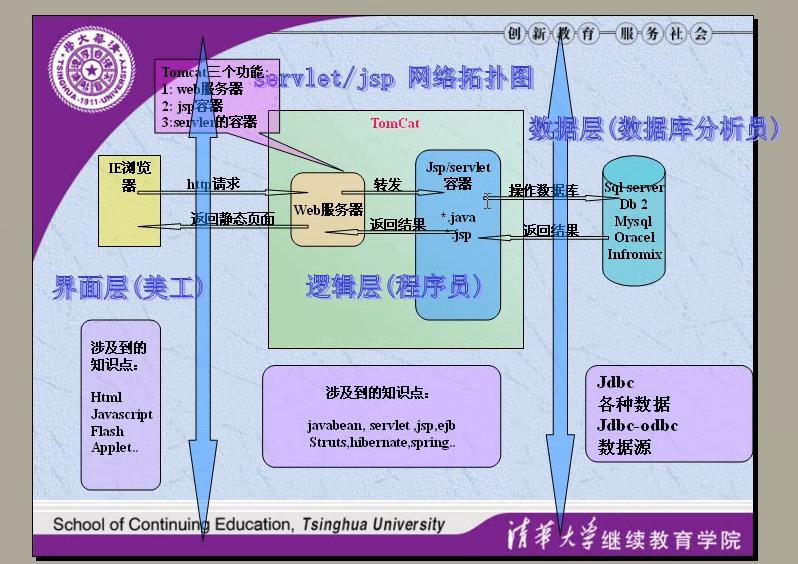 创新教育 服务社会
清华大学
TSINGHUA UNIVERSITY
-1911-
servlet/jsp 网络拓扑图
Tomcat三个功能
1: web服务器
2: jsp容器
3:servler的容器
TomCat
数据层(数据库分析员)
IE浏览
器
http请求
返回静态页面
Web服务器
转发
返回结果
Jsp/servlet
容器
*.java
*.jsp
操作数据库
返回结果
Sql server
Db 2
Mysql
Oracel
Infromix
界面层(美工)
逻辑层(程序员)
涉及到的
知识点：
Html
Javascript
Flash
Applet..
涉及到的知识点：
javabean, servlet ,jsp,ejb
Struts,hibernate,spring..
Jdbc
各种数据
Jdbc-odbc
数据源
School of Continuing Education, Tsinghua University
清华大学继续教育学院